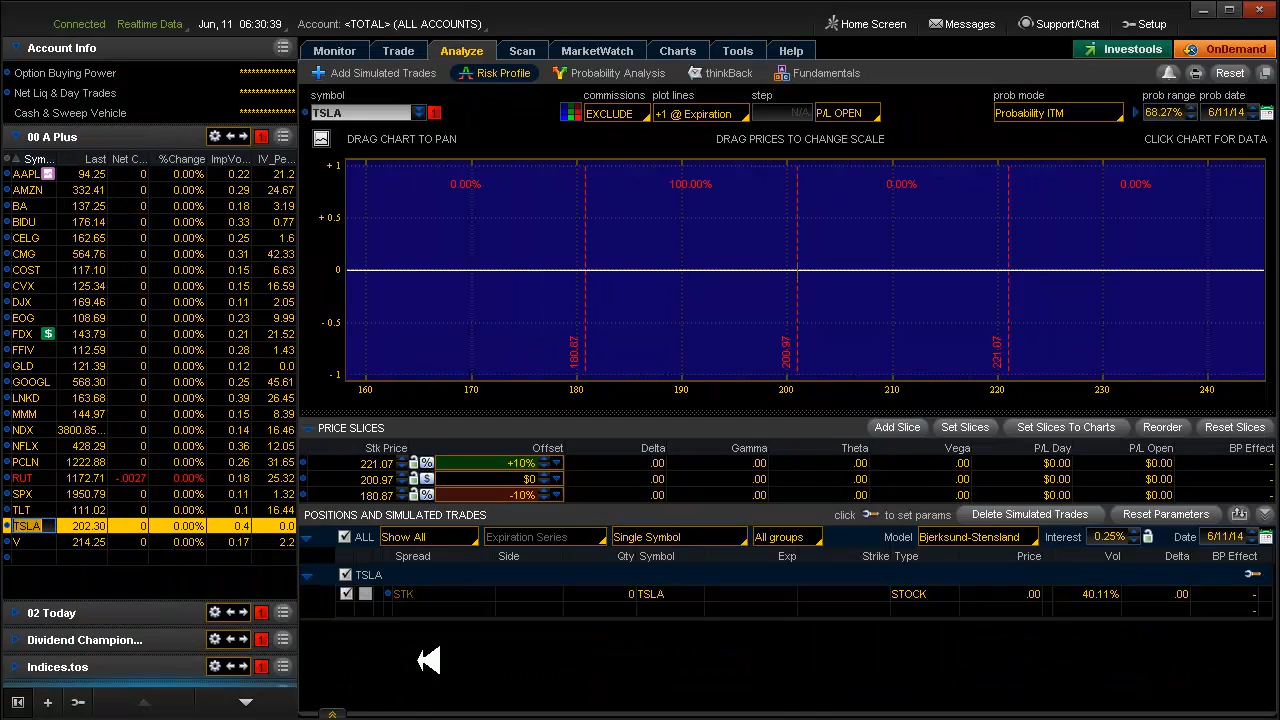 Connected Realtime Data Jun, 11 06:30:39 Account: <TOTAL> (ALL ACCOUNTS) Home Screen Messages Support/Chat Setup
Account Info
Option Buying Power **************
Net Liq & Day Trades **************
Cash & Sweeep Vehicle **************
00 A Plus 1
Sym... Last Net C... %Change ImpVo... IV_Pe...
AAPL 94.25 0 0.00% 0.22 21.2
AMZN 332.41 0 0.00% 0.29 24.67
BA 137.25 0 0.00% 0.18 3.19
BIDU 176.14 0 0.00% 0.33 0.77
CELG 162.65 0 0.00% 0.25 1.6
CMG 564.76 0 0.00% 0.31 42.33
COST 117.10 0 0.00% 0.15 6.63
CVX 125.34 0 0.00% 0.15 16.59
DJX 169.46 0 0.00% 0.11 2.05
EOG 108.69 0 0.00% 0.23 9.99
FDX $ 143.79 0 0.00% 0.21 21.52
FFIV 112.59 0 0.00% 0.28 1.43
GLD 121.39 0 0.00% 0.12 0.0
GOOGL 568.30 0 0.00% 0.25 45.61
LNKD 163.68 0 0.00% 0.39 26.45
MMM 144.97 0 0.00% 0.15 8.39
NDX 3800.85... 0 0.00% 0.14 16.46
NFLX 428.29 0 0.00% 0.36 12.05
PCLN 1222.88 0 0.00% 0.26 31.65
RUT 1172.71 -.0027 0.00% 0.18 25.32
SPX 1950.79 0 0.00% 0.11 1.32
TLT 111.02 0 0.00% 0.1 16.44
TSLA 202.30 0 0.00% 0.4 0.0
V 214.25 0 0.00% 0.17 2.2
02 Today 1
Dividend Champion... 1
Indices.tos 1
Monitor Trade Analyze Scan MarketWatch Charts Tools Help Investools OnDemand
Add Simulated Trades Risk Profile Probability Analysis thinkBack Fundamentals Reset
symbol commissions plot lines step prob mode prob range prob date
TSLA 1 EXCLUDE +1 @ Expiration N/A P/L OPEN Probability ITM 68.27% 6/11/14
DRAG CHART TO PAN DRAG PRICES TO CHANGE SCALE CLICK CHART FOR DATA
+ 1
0.00% 100.00% 0.00% 0.00%
+ 0.5
0
- 0.5
180.87 200.97 221.07
- 1
160 170 180 190 200 210 220 230 240
PRICE SLICES Add Slice Set Slices Set Slices To Charts Reorder Reset Slices
Stk Price Offset Delta Gamma Theta Vega P/L Day P/L Open BP Effect
221.07 % +10% .00 .00 .00 .00 $0.00 $0.00 -
200.97 $ $0 .00 .00 .00 .00 $0.00 $0.00 -
180.87 % -10% .00 .00 .00 .00 $0.00 $0.00 -
POSITIONS AND SIMULATED TRADES click to set params Delete Simulated Trades Reset Parameters
ALL Show All Expiration Series Single Symbol All groups Model Bjerksund-Stensland Interest 0.25% Date 6/11/14
Spread Side Qty Symbol Exp Strike Type Price Vol Delta BP Effect
TSLA
STK 0 TSLA STOCK .00 40.11% .00 -
-